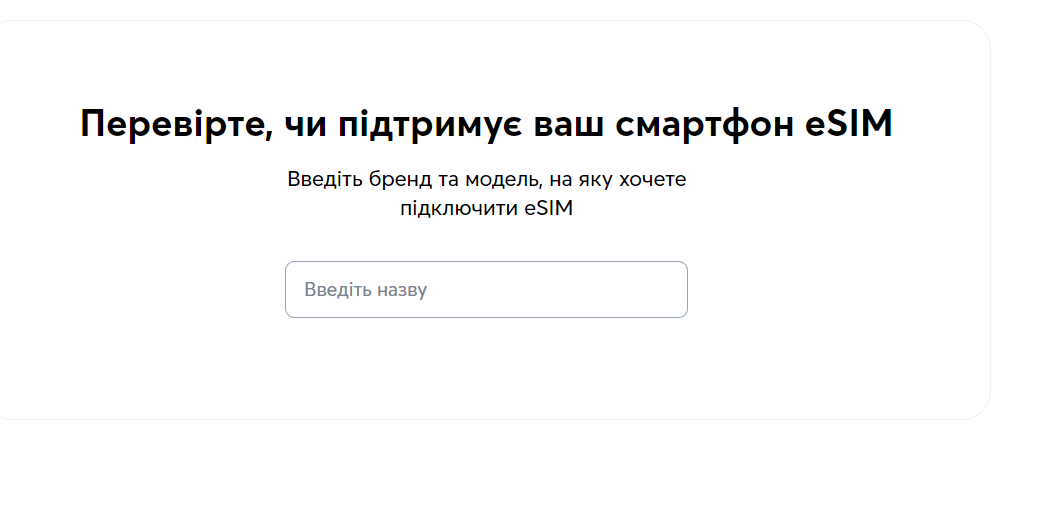 Перевірте, чи підтримує ваш смартфон eSIM
Введіть бренд та модель, на яку хочете
підключити eSIM
Введіть назву